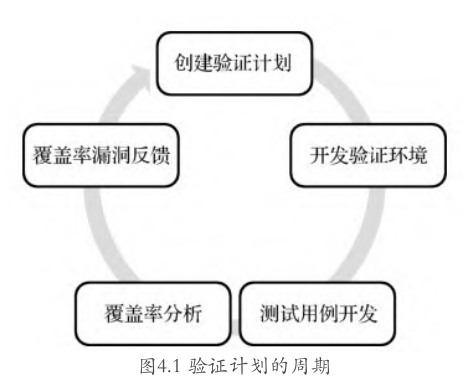 创建验证计划
覆盖率漏洞反馈
开发验证环境
覆盖率分析
测试用例开发
图4.1 验证计划的周期